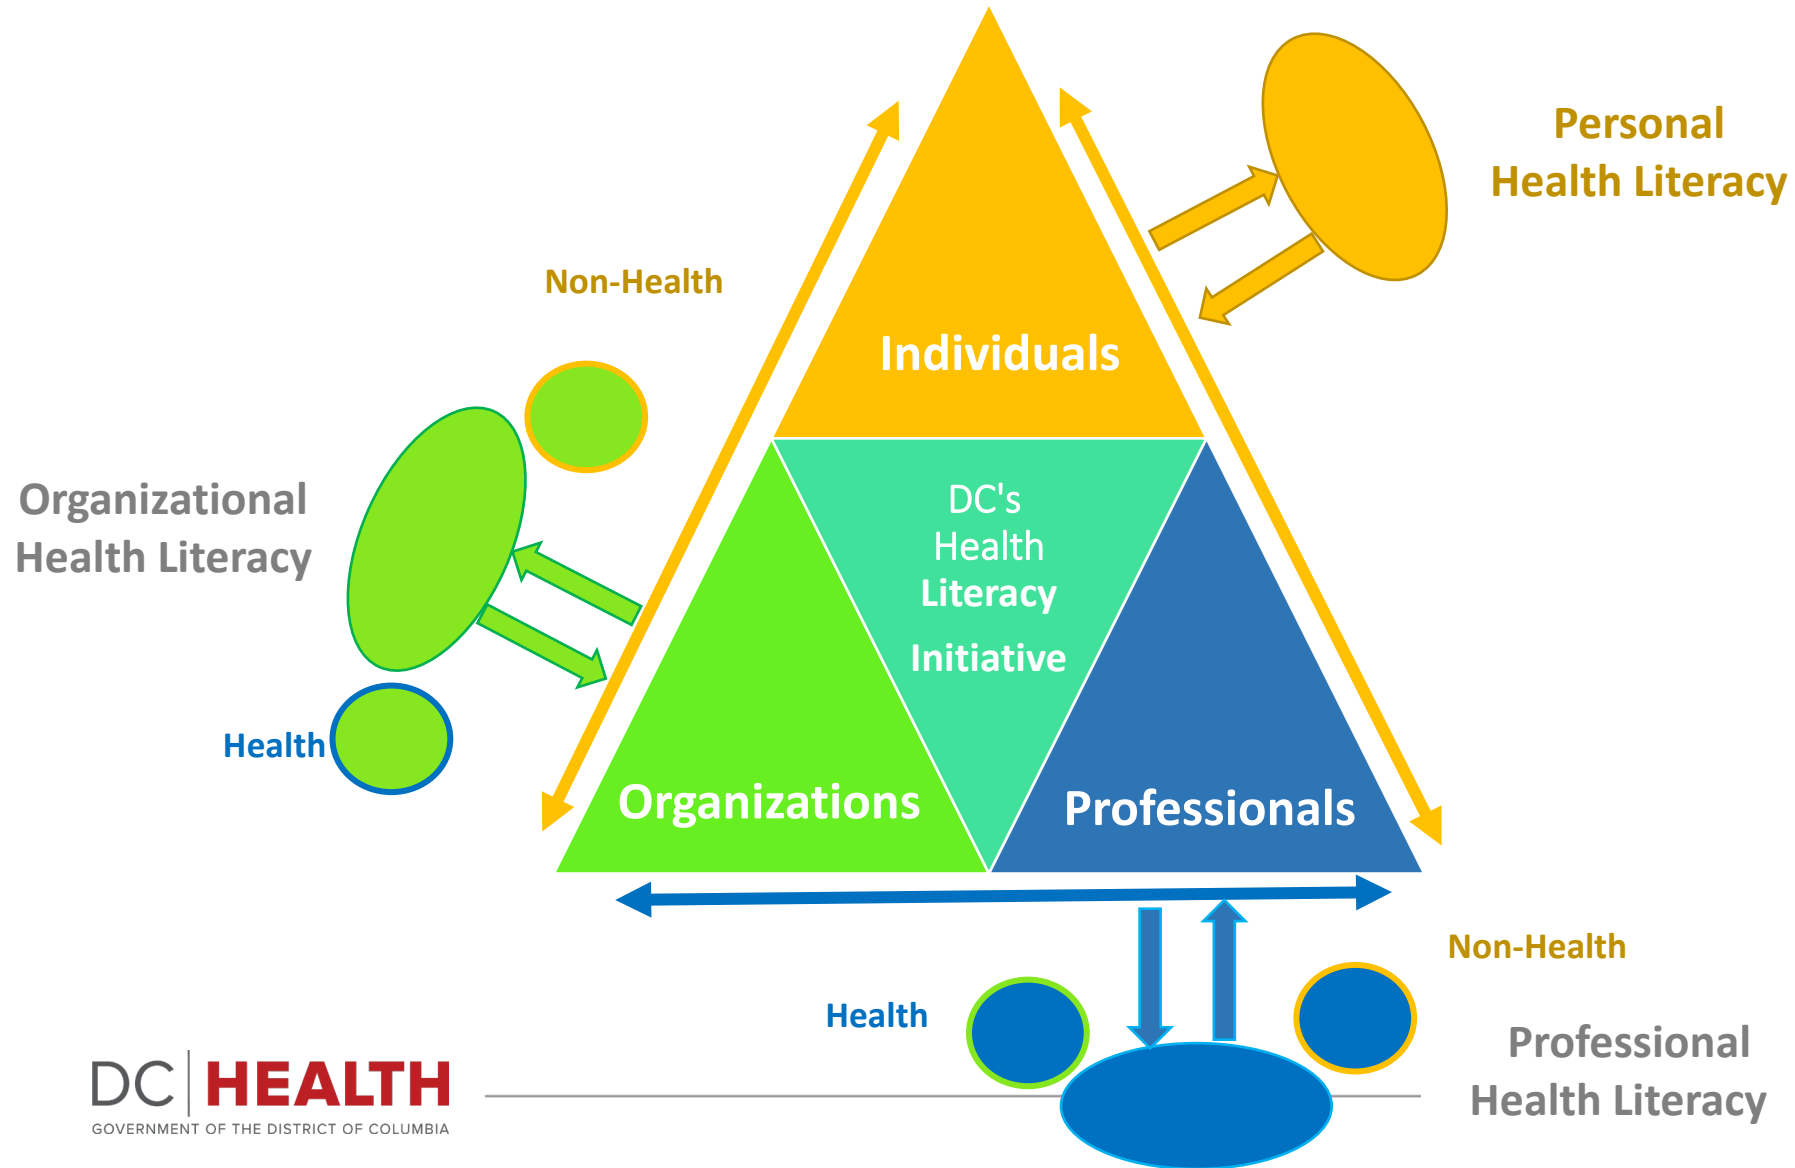 Personal
Health Literacy
Non-Health
Individuals
Organizational
Health Literacy
DC's
Health
Literacy
Initiative
Health
Organizations
Professionals
Non-Health
Health
Professional
Health Literacy
DC HEALTH
GOVERNMENT OF THE DISTRICT OF COLUMBIA